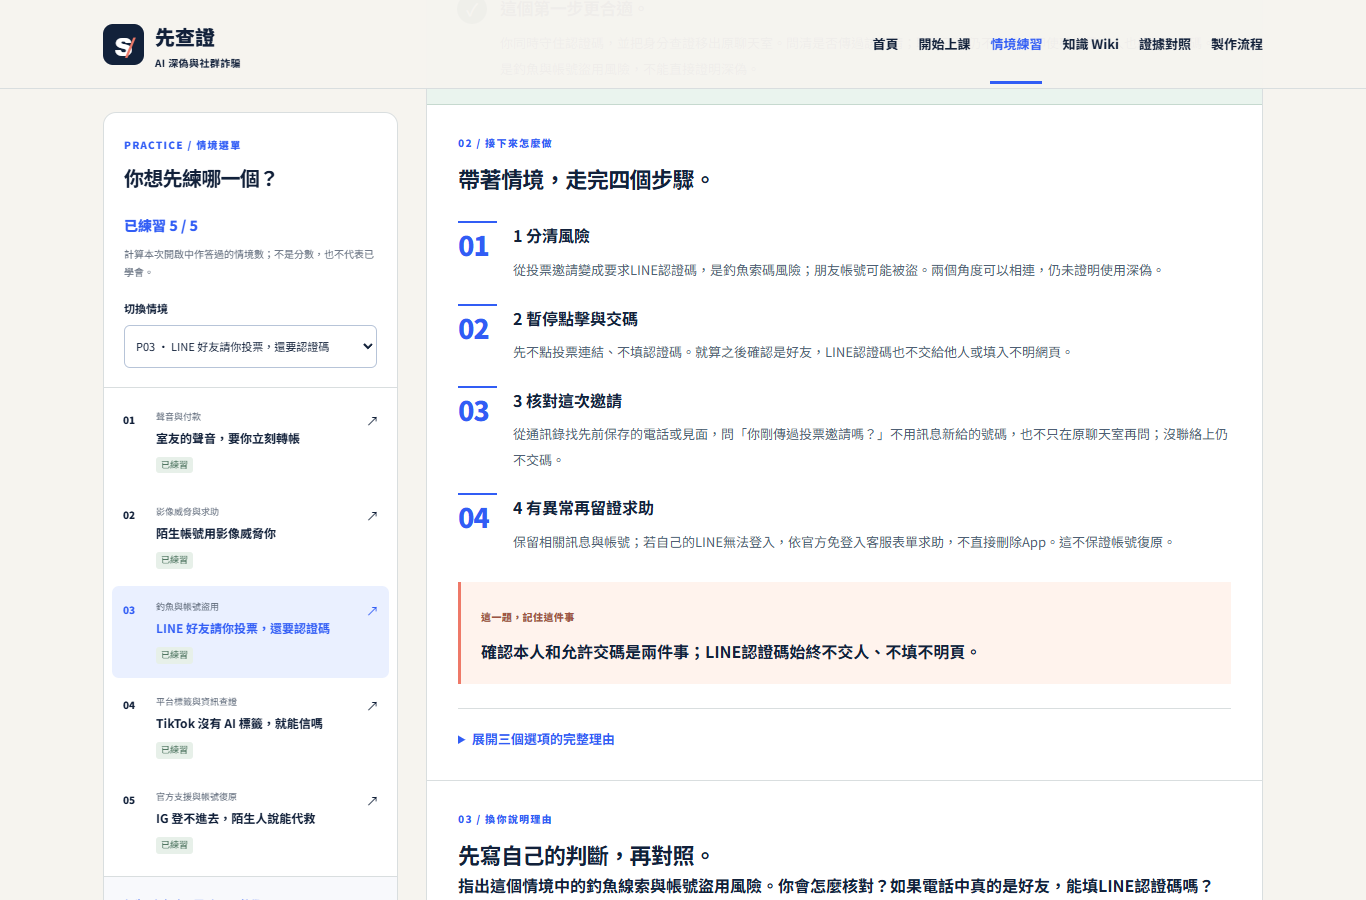 先查證
AI 深偽與社群詐騙
首頁 開始上課 情境練習 知識 Wiki 證據對照 製作流程
這個第一步更合適。
PRACTICE / 情境選單
你想先練哪一個？
已練習 5 / 5
計算本次開啟中作答過的情境數；不是分數，也不代表已
學會。
切換情境
P03 · LINE 好友請你投票，還要認證碼
01 聲音與付款 ↗
室友的聲音，要你立刻轉帳
已練習
02 影像威脅與求助 ↗
陌生帳號用影像威脅你
已練習
03 釣魚與帳號盜用 ↗
LINE 好友請你投票，還要認證碼
已練習
04 平台標籤與資訊查證 ↗
TikTok 沒有 AI 標籤，就能信嗎
已練習
05 官方支援與帳號復原 ↗
IG 登不進去，陌生人說能代救
已練習
02 / 接下來怎麼做
帶著情境，走完四個步驟。
01 1 分清風險
從投票邀請變成要求LINE認證碼，是釣魚索碼風險；朋友帳號可能被盜。兩個角度可以相連，仍未證明使用深偽。
02 2 暫停點擊與交碼
先不點投票連結、不填認證碼。就算之後確認是好友，LINE認證碼也不交給他人或填入不明網頁。
03 3 核對這次邀請
從通訊錄找先前保存的電話或見面，問「你剛傳過投票邀請嗎？」不用訊息新給的號碼，也不只在原聊天室再問；沒聯絡上仍
不交碼。
04 4 有異常再留證求助
保留相關訊息與帳號；若自己的LINE無法登入，依官方免登入客服表單求助，不直接刪除App。這不保證帳號復原。
這一題，記住這件事
確認本人和允許交碼是兩件事；LINE認證碼始終不交人、不填不明頁。
▶ 展開三個選項的完整理由
03 / 換你說明理由
先寫自己的判斷，再對照。
指出這個情境中的釣魚線索與帳號盜用風險。你會怎麼核對？如果電話中真的是好友，能填LINE認證碼嗎？